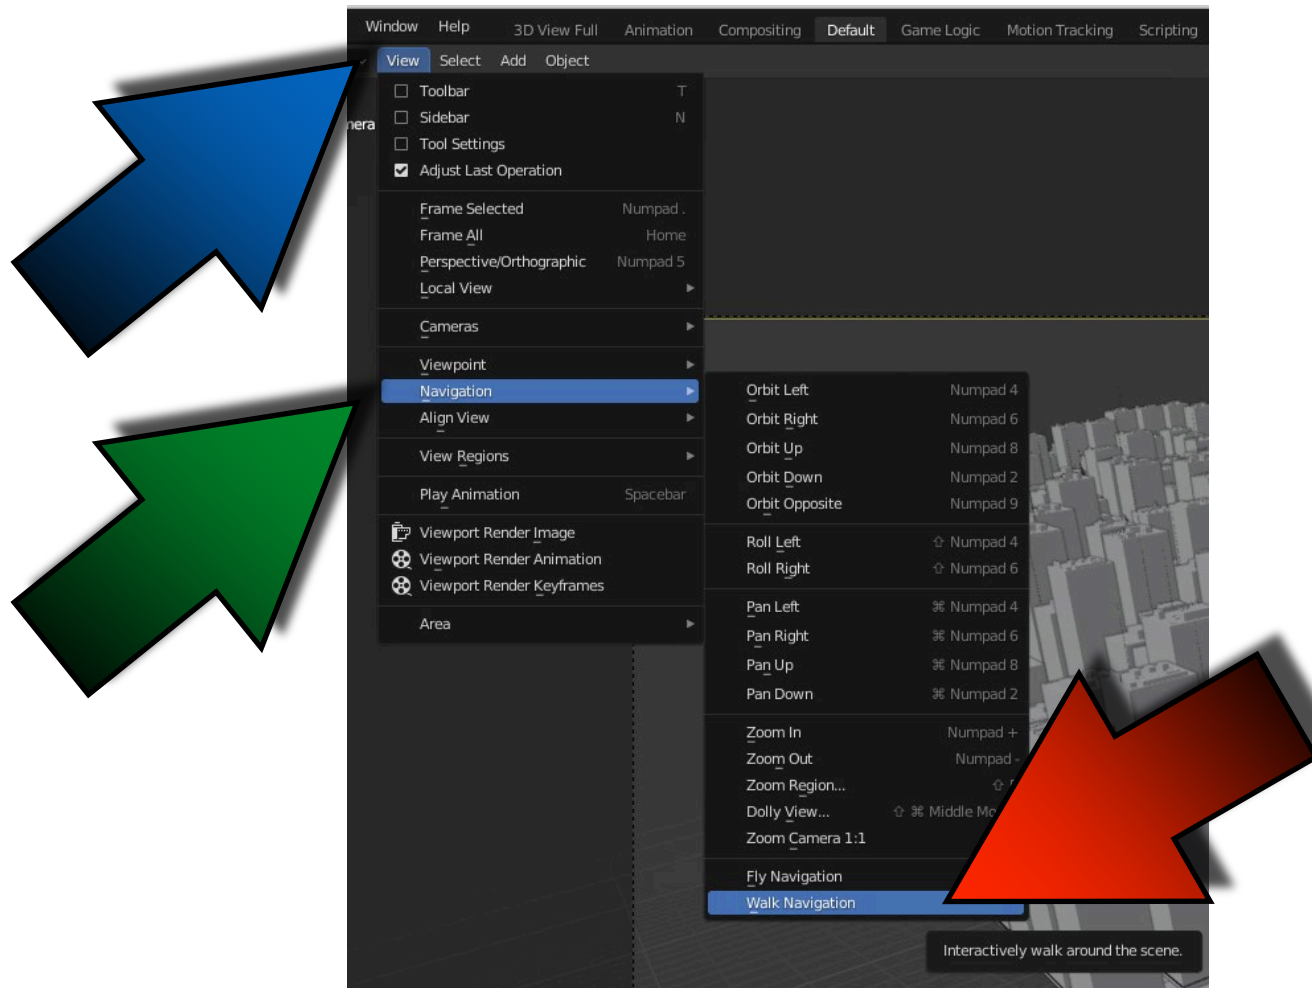 Window Help 3D View Full Animation Compositing Default Game Logic Motion Tracking Scripting
View Select Add Object
Toolbar T
Sidebar N
Tool Settings
Adjust Last Operation
Frame Selected Numpad .
Frame All Home
Perspective/Orthographic Numpad 5
Local View
Cameras
Viewpoint
Navigation
Align View
View Regions
Play Animation Spacebar
Viewport Render Image
Viewport Render Animation
Viewport Render Keyframes
Area
Orbit Left Numpad 4
Orbit Right Numpad 6
Orbit Up Numpad 8
Orbit Down Numpad 2
Orbit Opposite Numpad 9
Roll Left ⇧ Numpad 4
Roll Right ⇧ Numpad 6
Pan Left ⌘ Numpad 4
Pan Right ⌘ Numpad 6
Pan Up ⌘ Numpad 8
Pan Down ⌘ Numpad 2
Zoom In Numpad +
Zoom Out Numpad -
Zoom Region... ⇧
Dolly View... ⇧ ⌘ Middle
Zoom Camera 1:1
Fly Navigation
Walk Navigation
Interactively walk around the scene.